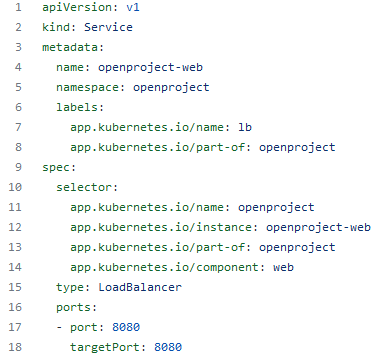 1 apiVersion: v1
2 kind: Service
3 metadata:
4   name: openproject-web
5   namespace: openproject
6   labels:
7     app.kubernetes.io/name: lb
8     app.kubernetes.io/part-of: openproject
9 spec:
10   selector:
11     app.kubernetes.io/name: openproject
12     app.kubernetes.io/instance: openproject-web
13     app.kubernetes.io/part-of: openproject
14     app.kubernetes.io/component: web
15   type: LoadBalancer
16   ports:
17   - port: 8080
18     targetPort: 8080